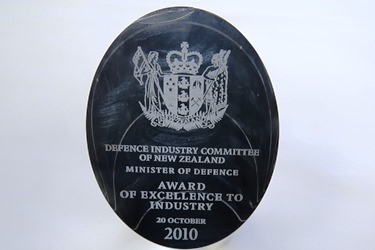 DEFENCE INDUSTRY COMMITTEE
OF NEW ZEALAND
MINISTER OF DEFENCE
AWARD
OF EXCELLENCE TO
INDUSTRY
20 OCTOBER
2010